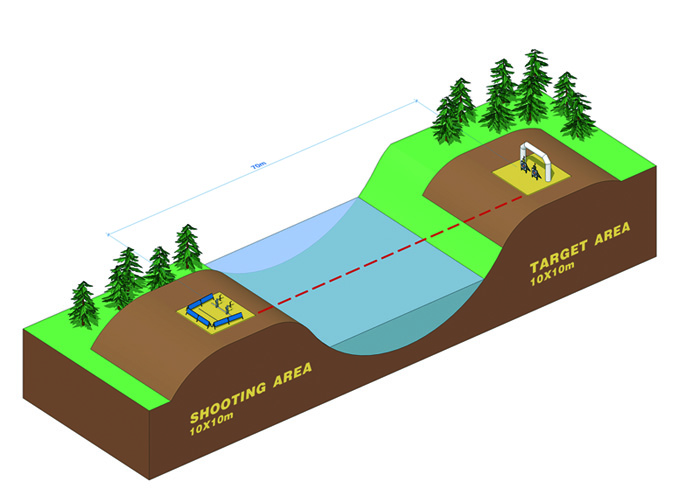 70m
TARGET AREA
10X10m
SHOOTING AREA
10X10m